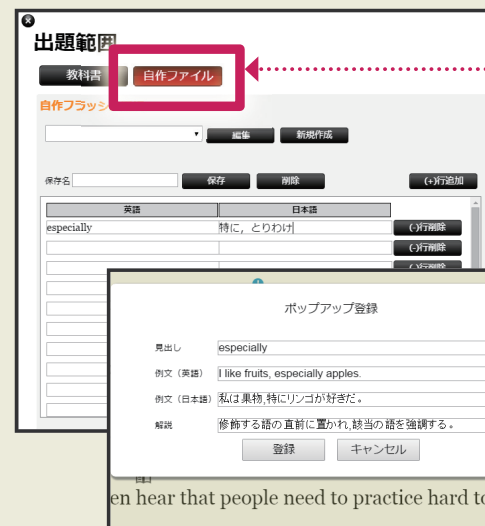 出題範囲
教科書 自作ファイル
自作フラッシ
編集 新規作成
保存名 保存 削除 (+)行追加
英語 日本語
especially 特に，とりわけ (-)行削除
(-)行削除
(-)行削除
ポップアップ登録
見出し especially
例文（英語） I like fruits, especially apples.
例文（日本語） 私は果物,特にリンゴが好きだ。
解説 修飾する語の直前に置かれ,該当の語を強調する。
登録 キャンセル
en hear that people need to practice hard to